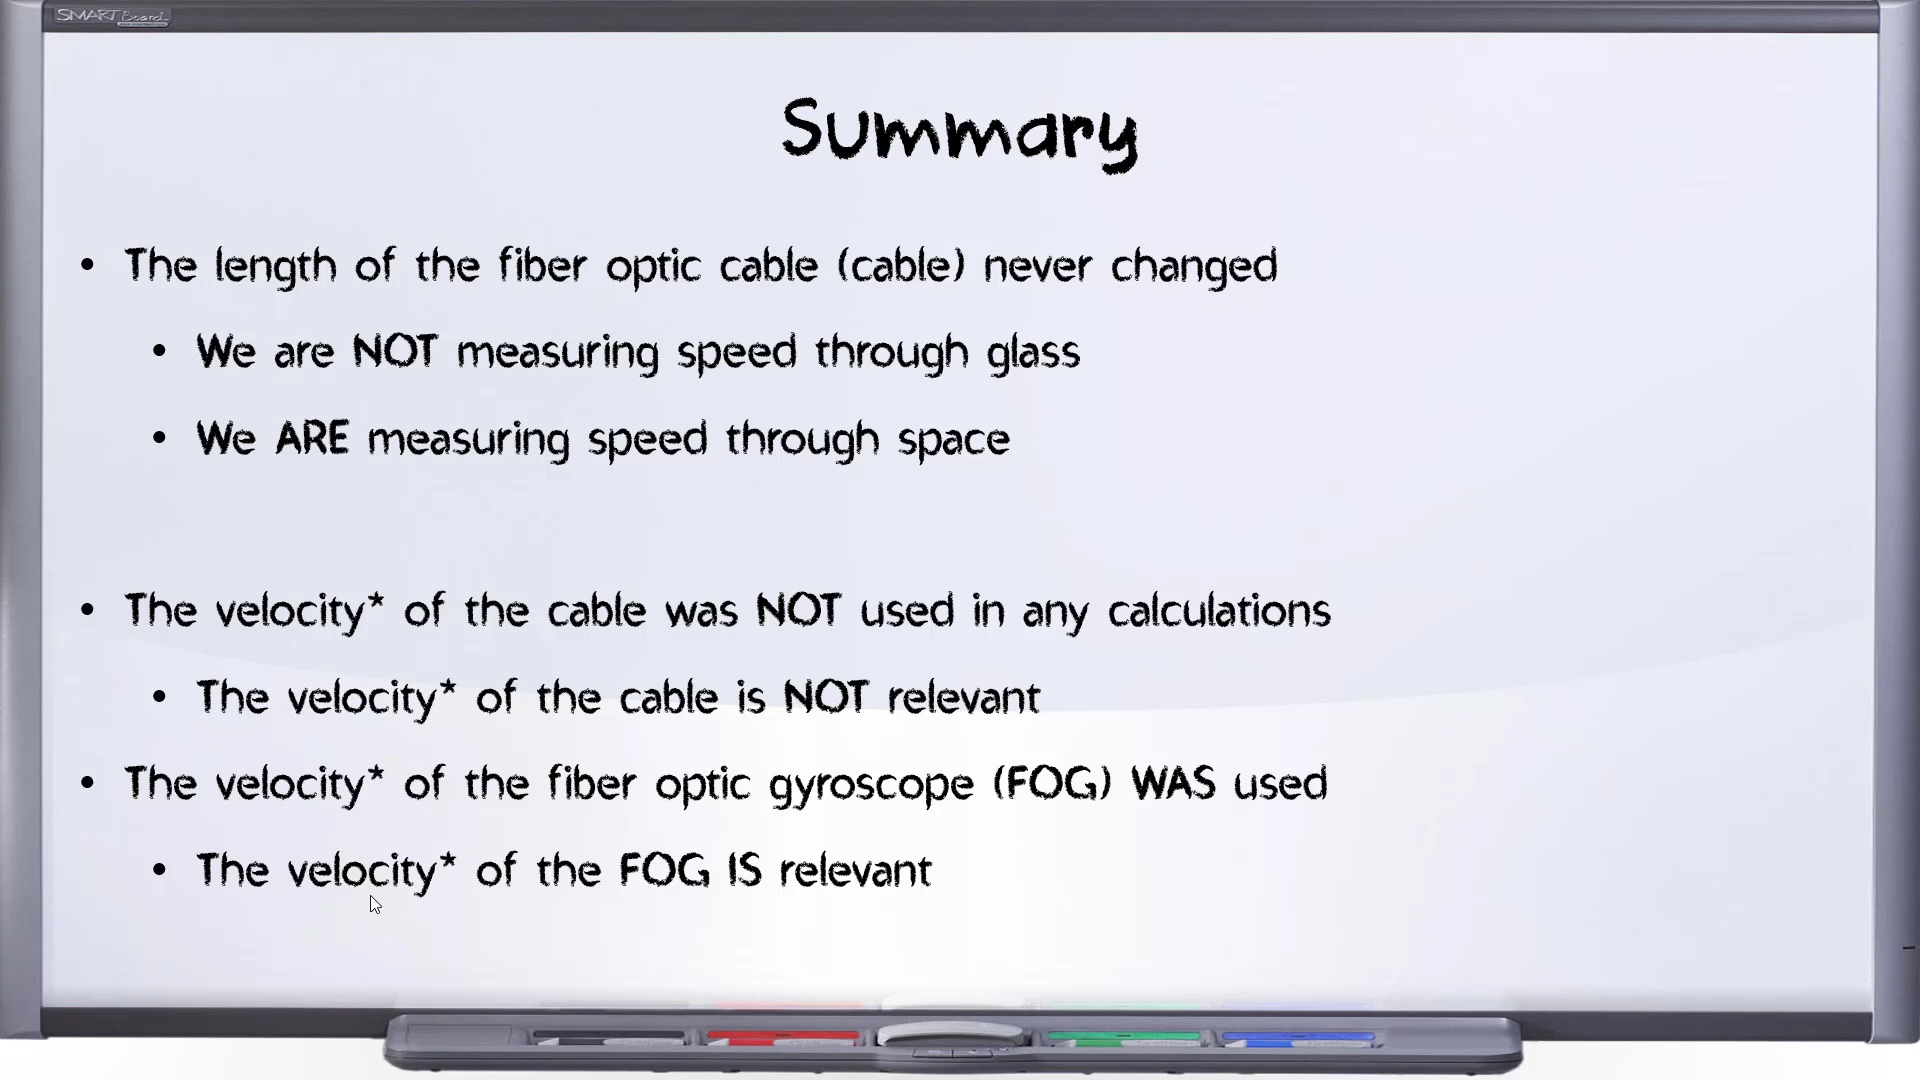 SMART Board
Summary
• The length of the fiber optic cable (cable) never changed
• We are NOT measuring speed through glass
• We ARE measuring speed through space
• The velocity* of the cable was NOT used in any calculations
• The velocity* of the cable is NOT relevant
• The velocity* of the fiber optic gyroscope (FOG) WAS used
• The velocity* of the FOG IS relevant